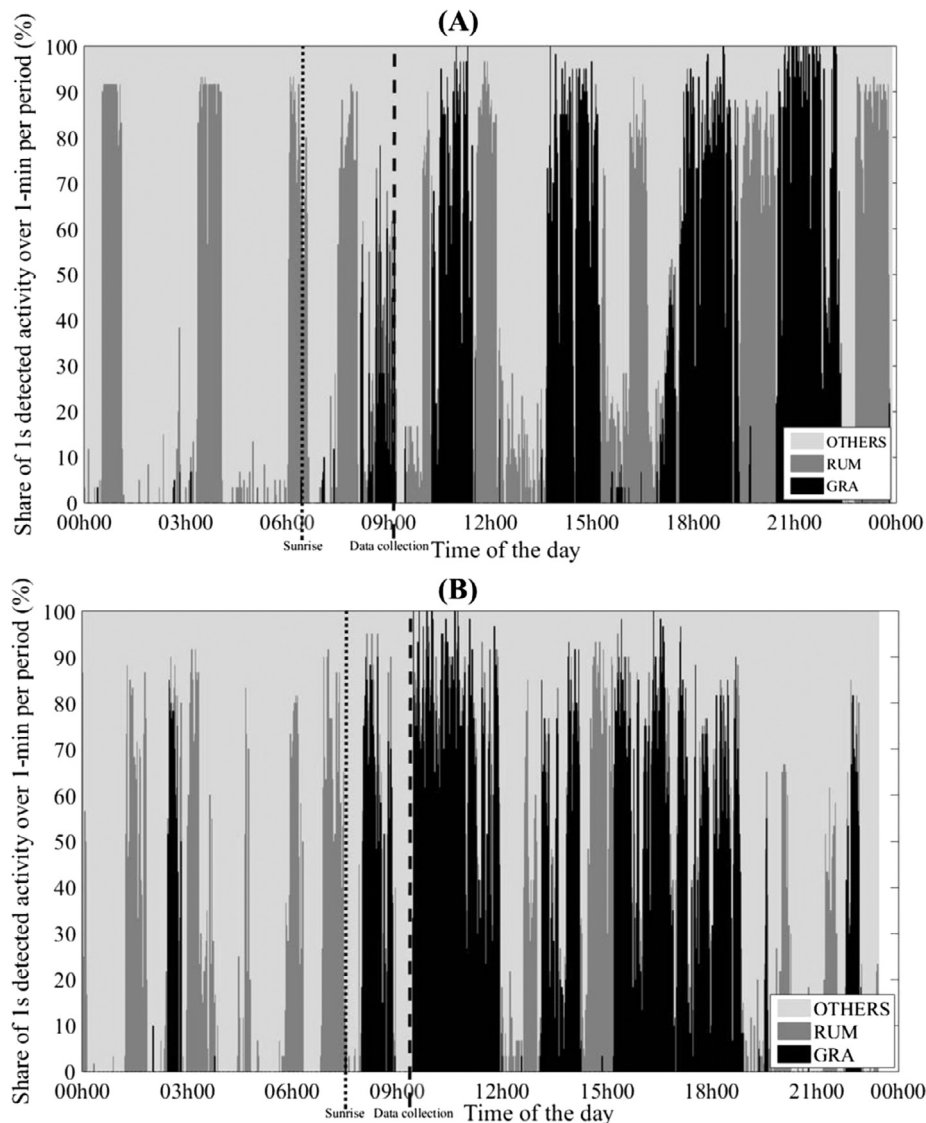 (A)
Share of 1s detected activity over 1-min per period (%)
100
90
80
70
60
50
40
30
20
10
0
OTHERS
RUM
GRA
00h00 03h00 06h00 09h00 12h00 15h00 18h00 21h00 00h00
Sunrise Data collection Time of the day
(B)
Share of 1s detected activity over 1-min per period (%)
100
90
80
70
60
50
40
30
20
10
0
OTHERS
RUM
GRA
00h00 03h00 06h00 09h00 12h00 15h00 18h00 21h00 00h00
Sunrise Data collection Time of the day